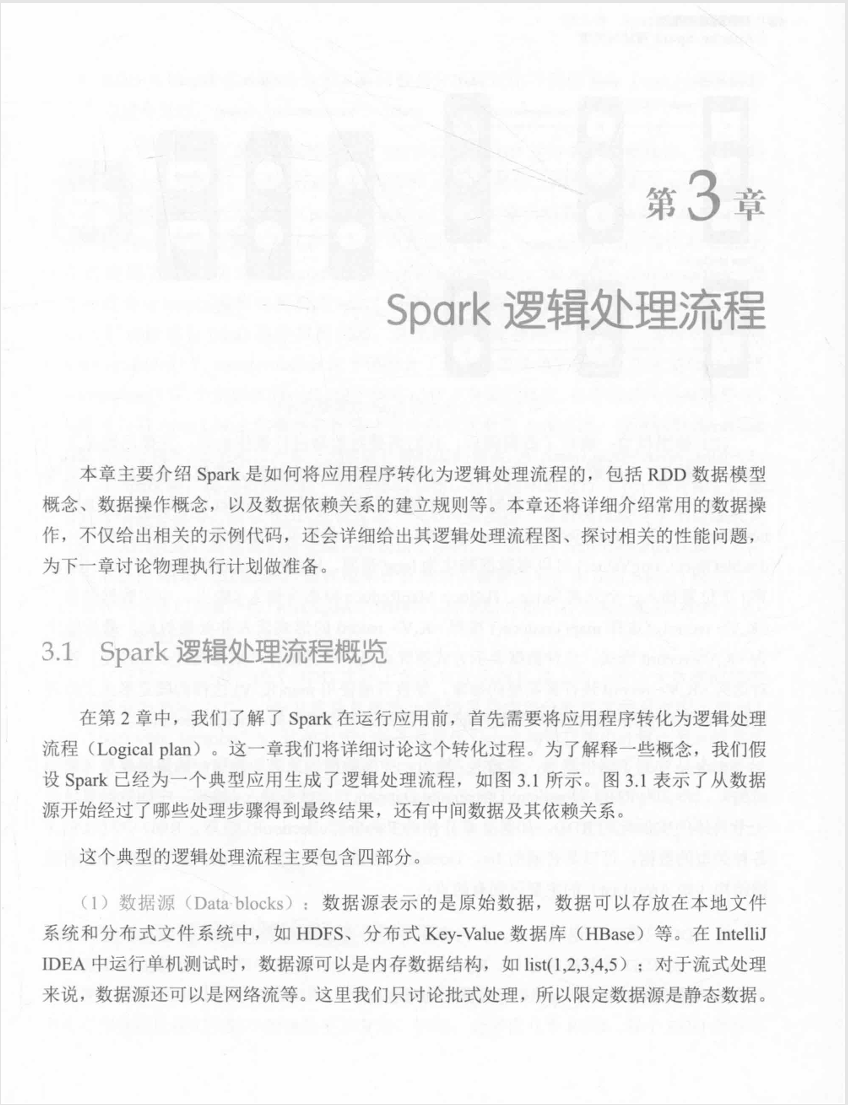 第3章
Spark 逻辑处理流程
本章主要介绍 Spark 是如何将应用程序转化为逻辑处理流程的，包括 RDD 数据模型
概念、数据操作概念，以及数据依赖关系的建立规则等。本章还将详细介绍常用的数据操
作，不仅给出相关的示例代码，还会详细给出其逻辑处理流程图、探讨相关的性能问题，
为下一章讨论物理执行计划做准备。
3.1 Spark 逻辑处理流程概览
在第 2 章中，我们了解了 Spark 在运行应用前，首先需要将应用程序转化为逻辑处理
流程（Logical plan）。这一章我们将详细讨论这个转化过程。为了解释一些概念，我们假
设 Spark 已经为一个典型应用生成了逻辑处理流程，如图 3.1 所示。图 3.1 表示了从数据
源开始经过了哪些处理步骤得到最终结果，还有中间数据及其依赖关系。
这个典型的逻辑处理流程主要包含四部分。
（1）数据源（Data blocks）：数据源表示的是原始数据，数据可以存放在本地文件
系统和分布式文件系统中，如 HDFS、分布式 Key-Value 数据库（HBase）等。在 IntelliJ
IDEA 中运行单机测试时，数据源可以是内存数据结构，如 list(1,2,3,4,5)；对于流式处理
来说，数据源还可以是网络流等。这里我们只讨论批式处理，所以限定数据源是静态数据。